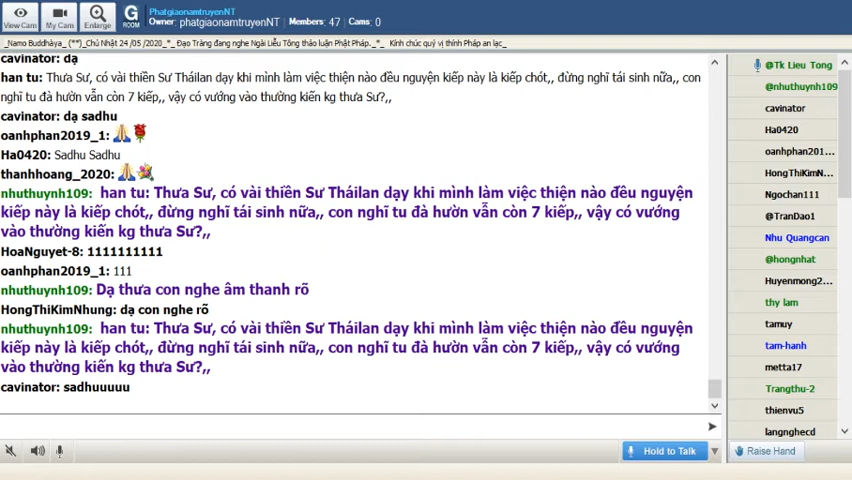 View Cam
My Cam
Enlarge
G
ROOM
PhatgiaonamtruyenNT
Owner: phatgiaonamtruyenNT Members: 47 Cams: 0
_Namo Buddhàya_ (**)_Chủ Nhật 24 /05 /2020_*_ Đạo Tràng đang nghe Ngài Liễu Tông thảo luận Phật Pháp._*_ Kính chúc quý vị thính Pháp an lạc_
cavinator: dạ
han tu: Thưa Sư, có vài thiền Sư Tháilan dạy khi mình làm việc thiện nào đều nguyện kiếp này là kiếp chót,, đừng nghĩ tái sinh nữa,, con
nghĩ tu đà hườn vẫn còn 7 kiếp,, vậy có vướng vào thường kiến kg thưa Sư?,,
cavinator: dạ sadhu
oanhphan2019_1: 🙏🌹
Ha0420: Sadhu Sadhu
thanhhoang_2020: 🙏💐
nhuthuynh109: han tu: Thưa Sư, có vài thiền Sư Tháilan dạy khi mình làm việc thiện nào đều nguyện
kiếp này là kiếp chót,, đừng nghĩ tái sinh nữa,, con nghĩ tu đà hườn vẫn còn 7 kiếp,, vậy có vướng
vào thường kiến kg thưa Sư?,,
HoaNguyet-8: 1111111111
oanhphan2019_1: 111
nhuthuynh109: Dạ thưa con nghe âm thanh rõ
HongThiKimNhung: dạ con nghe rõ
nhuthuynh109: han tu: Thưa Sư, có vài thiền Sư Tháilan dạy khi mình làm việc thiện nào đều nguyện
kiếp này là kiếp chót,, đừng nghĩ tái sinh nữa,, con nghĩ tu đà hườn vẫn còn 7 kiếp,, vậy có vướng
vào thường kiến kg thưa Sư?,,
cavinator: sadhuuuuu
@Tk Lieu Tong
@nhuthuynh109
cavinator
Ha0420
oanhphan201...
HongThiKimN...
Ngochan111
@TranDao1
Nhu Quangcan
@hongnhat
Huyenmong2...
thy lam
tamuy
tam-hanh
metta17
Trangthu-2
thienvu5
langnghecd
Hold to Talk
Raise Hand